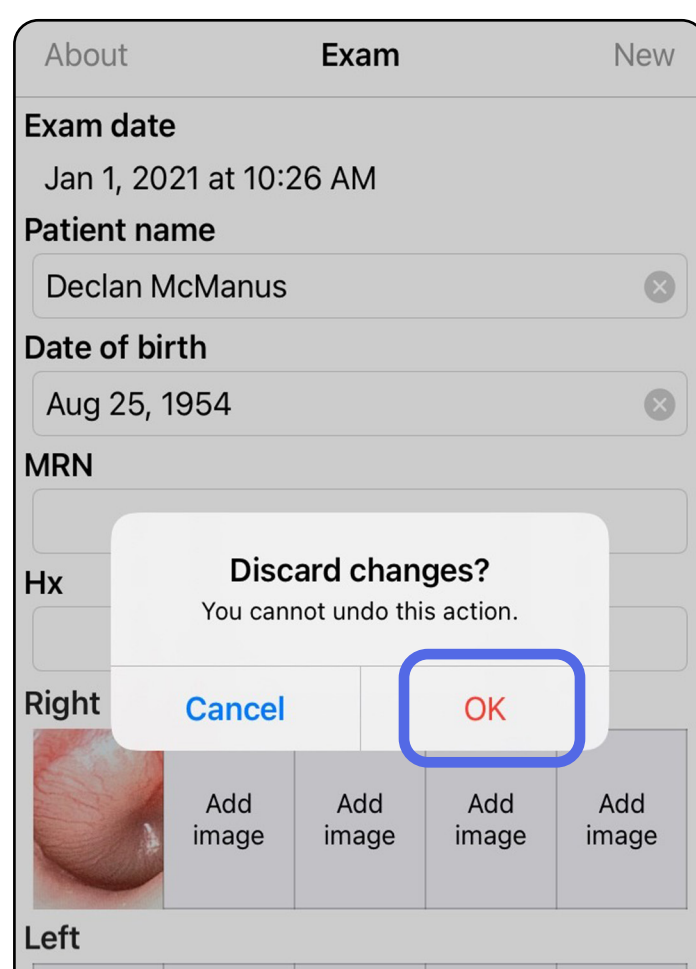 About Exam New
Exam date
Jan 1, 2021 at 10:26 AM
Patient name
Declan McManus
Date of birth
Aug 25, 1954
MRN
Discard changes?
Hx
You cannot undo this action.
Right
Cancel OK
Add image Add image Add image Add image
Left